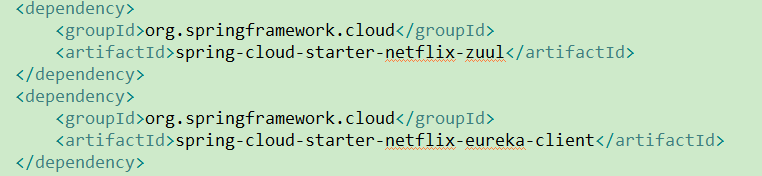 <dependency>
    <groupId>org.springframework.cloud</groupId>
    <artifactId>spring-cloud-starter-netflix-zuul</artifactId>
</dependency>
<dependency>
    <groupId>org.springframework.cloud</groupId>
    <artifactId>spring-cloud-starter-netflix-eureka-client</artifactId>
</dependency>